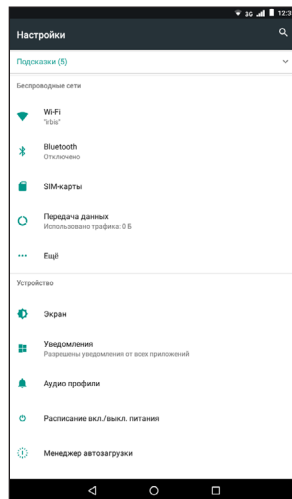 3G 12:3
Настройки
Подсказки (5)
Беспроводные сети
Wi-Fi
"irbis"
Bluetooth
Отключено
SIM-карты
Передача данных
Использовано трафика: 0 Б
Ещё
Устройство
Экран
Уведомления
Разрешены уведомления от всех приложений
Аудио профили
Расписание вкл./выкл. питания
Менеджер автозагрузки